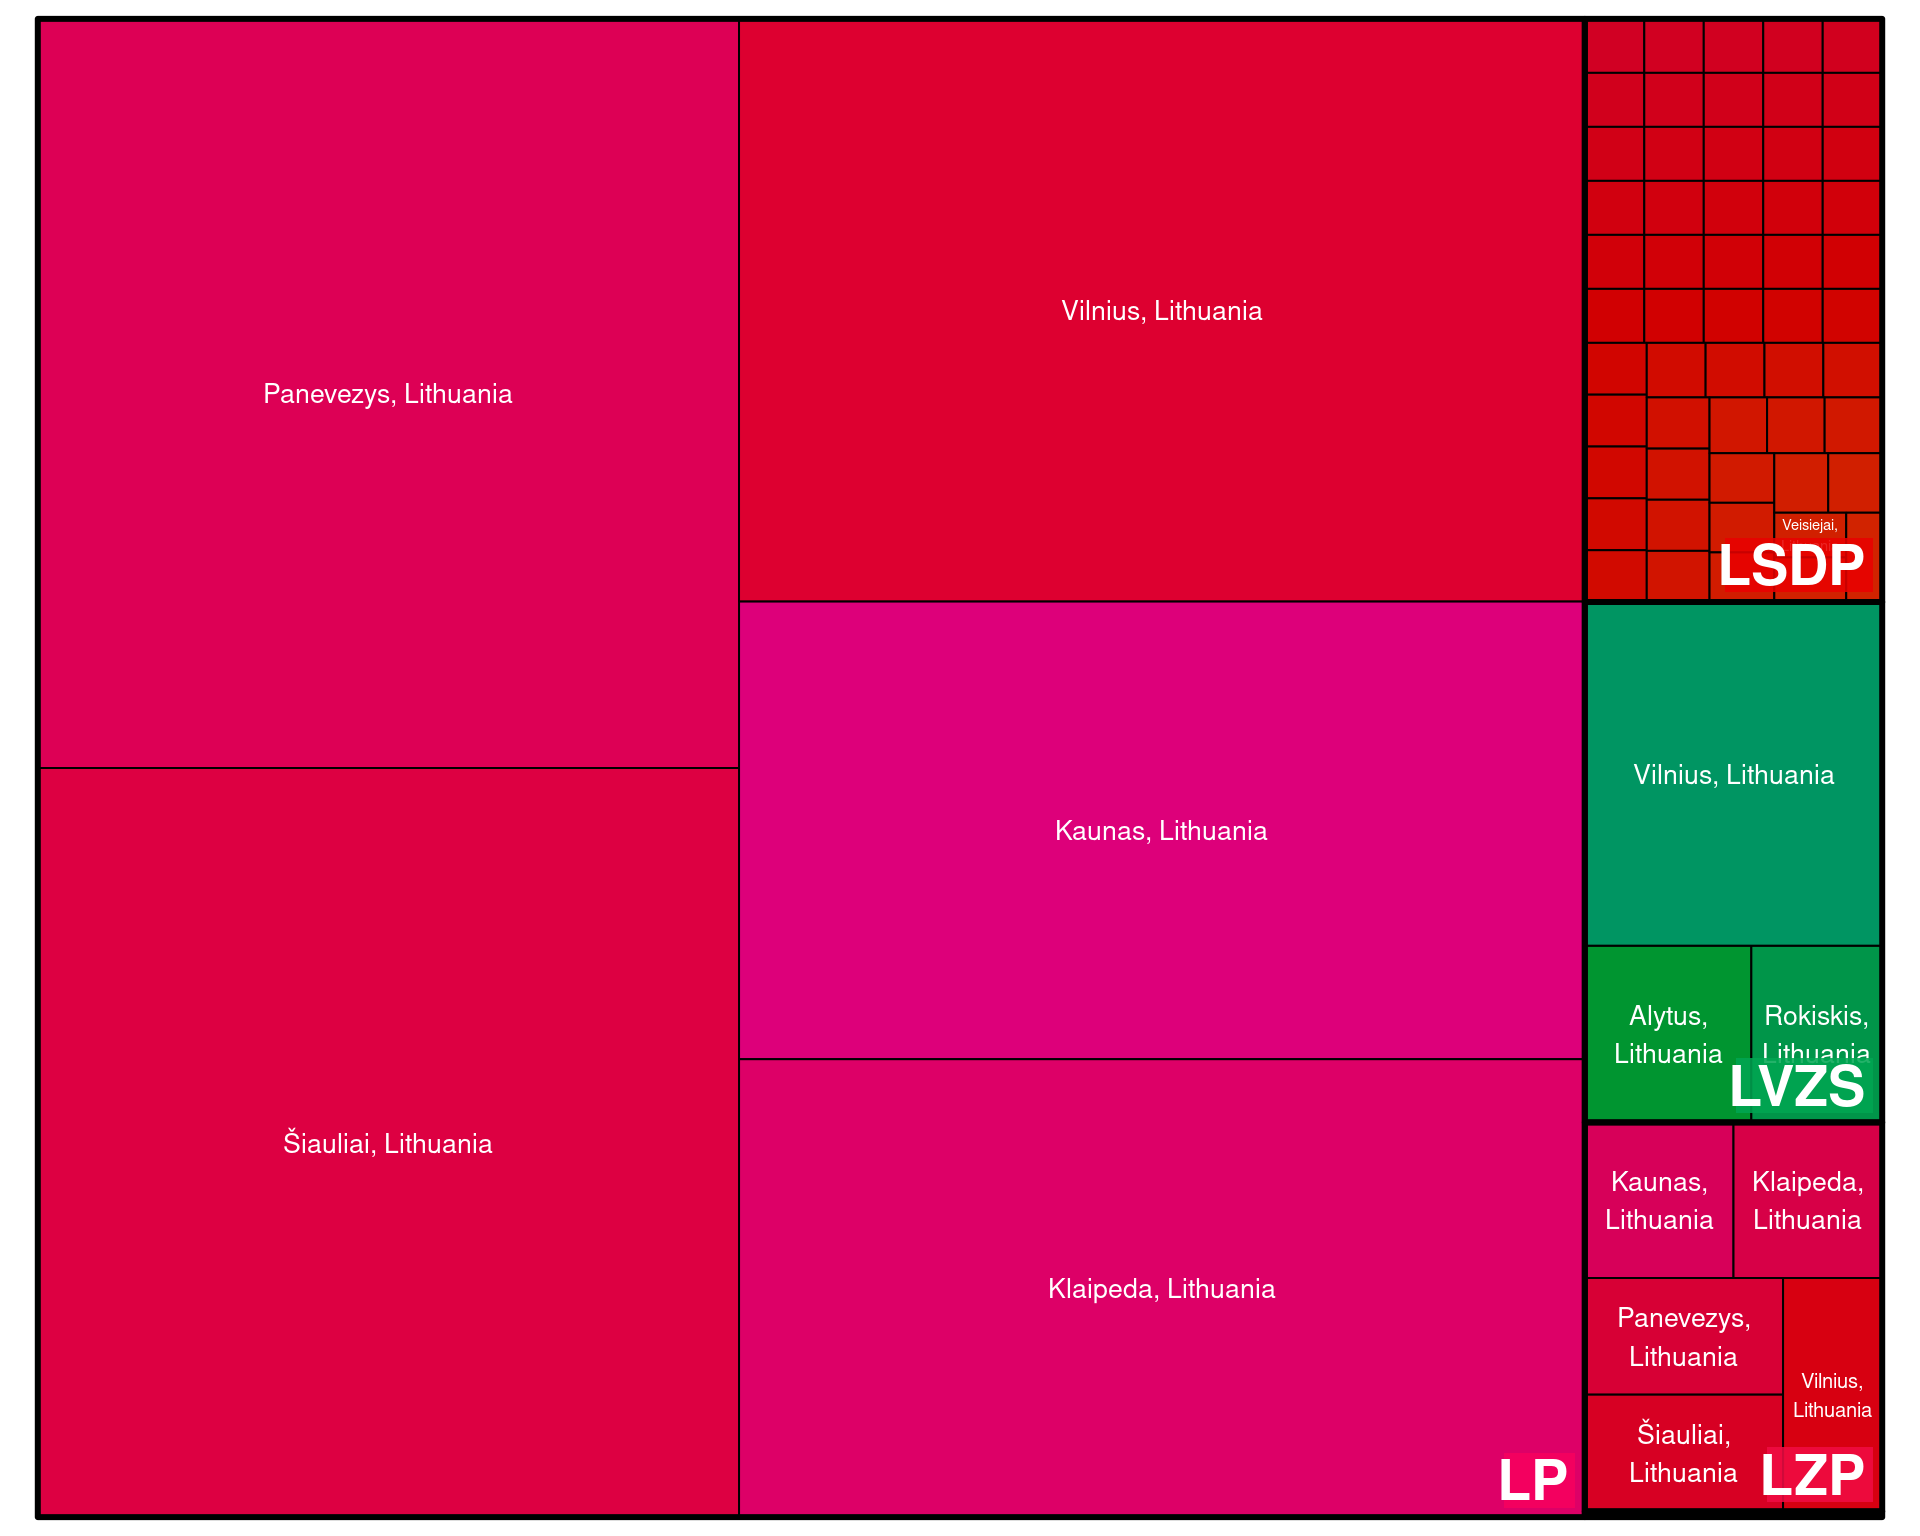 Panevezys, Lithuania
Šiauliai, Lithuania
Vilnius, Lithuania
Kaunas, Lithuania
Klaipeda, Lithuania
LP
Veisiejai,
LSDP
Vilnius, Lithuania
Alytus,
Lithuania
Rokiskis,
Lithuania
LVZS
Kaunas,
Lithuania
Klaipeda,
Lithuania
Panevezys,
Lithuania
Šiauliai,
Lithuania
Vilnius,
Lithuania
LZP